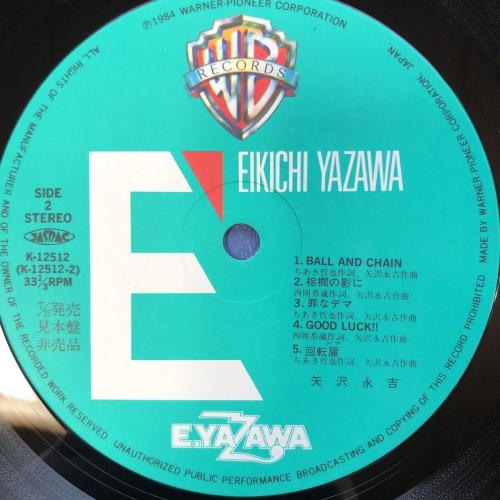 ℗1984 WARNER-PIONEER CORPORATION
WB
RECORDS
EIKICHI YAZAWA
E'
SIDE
2
STEREO
JASRAC
K-12512
(K-12512-2)
33⅓RPM
発売
見本盤
非売品
1. BALL AND CHAIN
ちあき哲也作詞、矢沢永吉作曲
2. 棕櫚の影に
西岡恭蔵作詞、矢沢永吉作曲
3. 罪なデマ
ちあき哲也作詞、矢沢永吉作曲
4. GOOD LUCK!!
西岡恭蔵作詞、矢沢永吉作曲
5. 回転扉
ちあき哲也作詞、矢沢永吉作曲
矢沢永吉
E.YAZAWA
ALL RIGHTS OF THE MANUFACTURER AND OF THE OWNER OF THE RECORDED WORK RESERVED. UNAUTHORIZED PUBLIC PERFORMANCE BROADCASTING AND COPYING OF THIS RECORD PROHIBITED. MADE BY WARNER-PIONEER CORPORATION, JAPAN